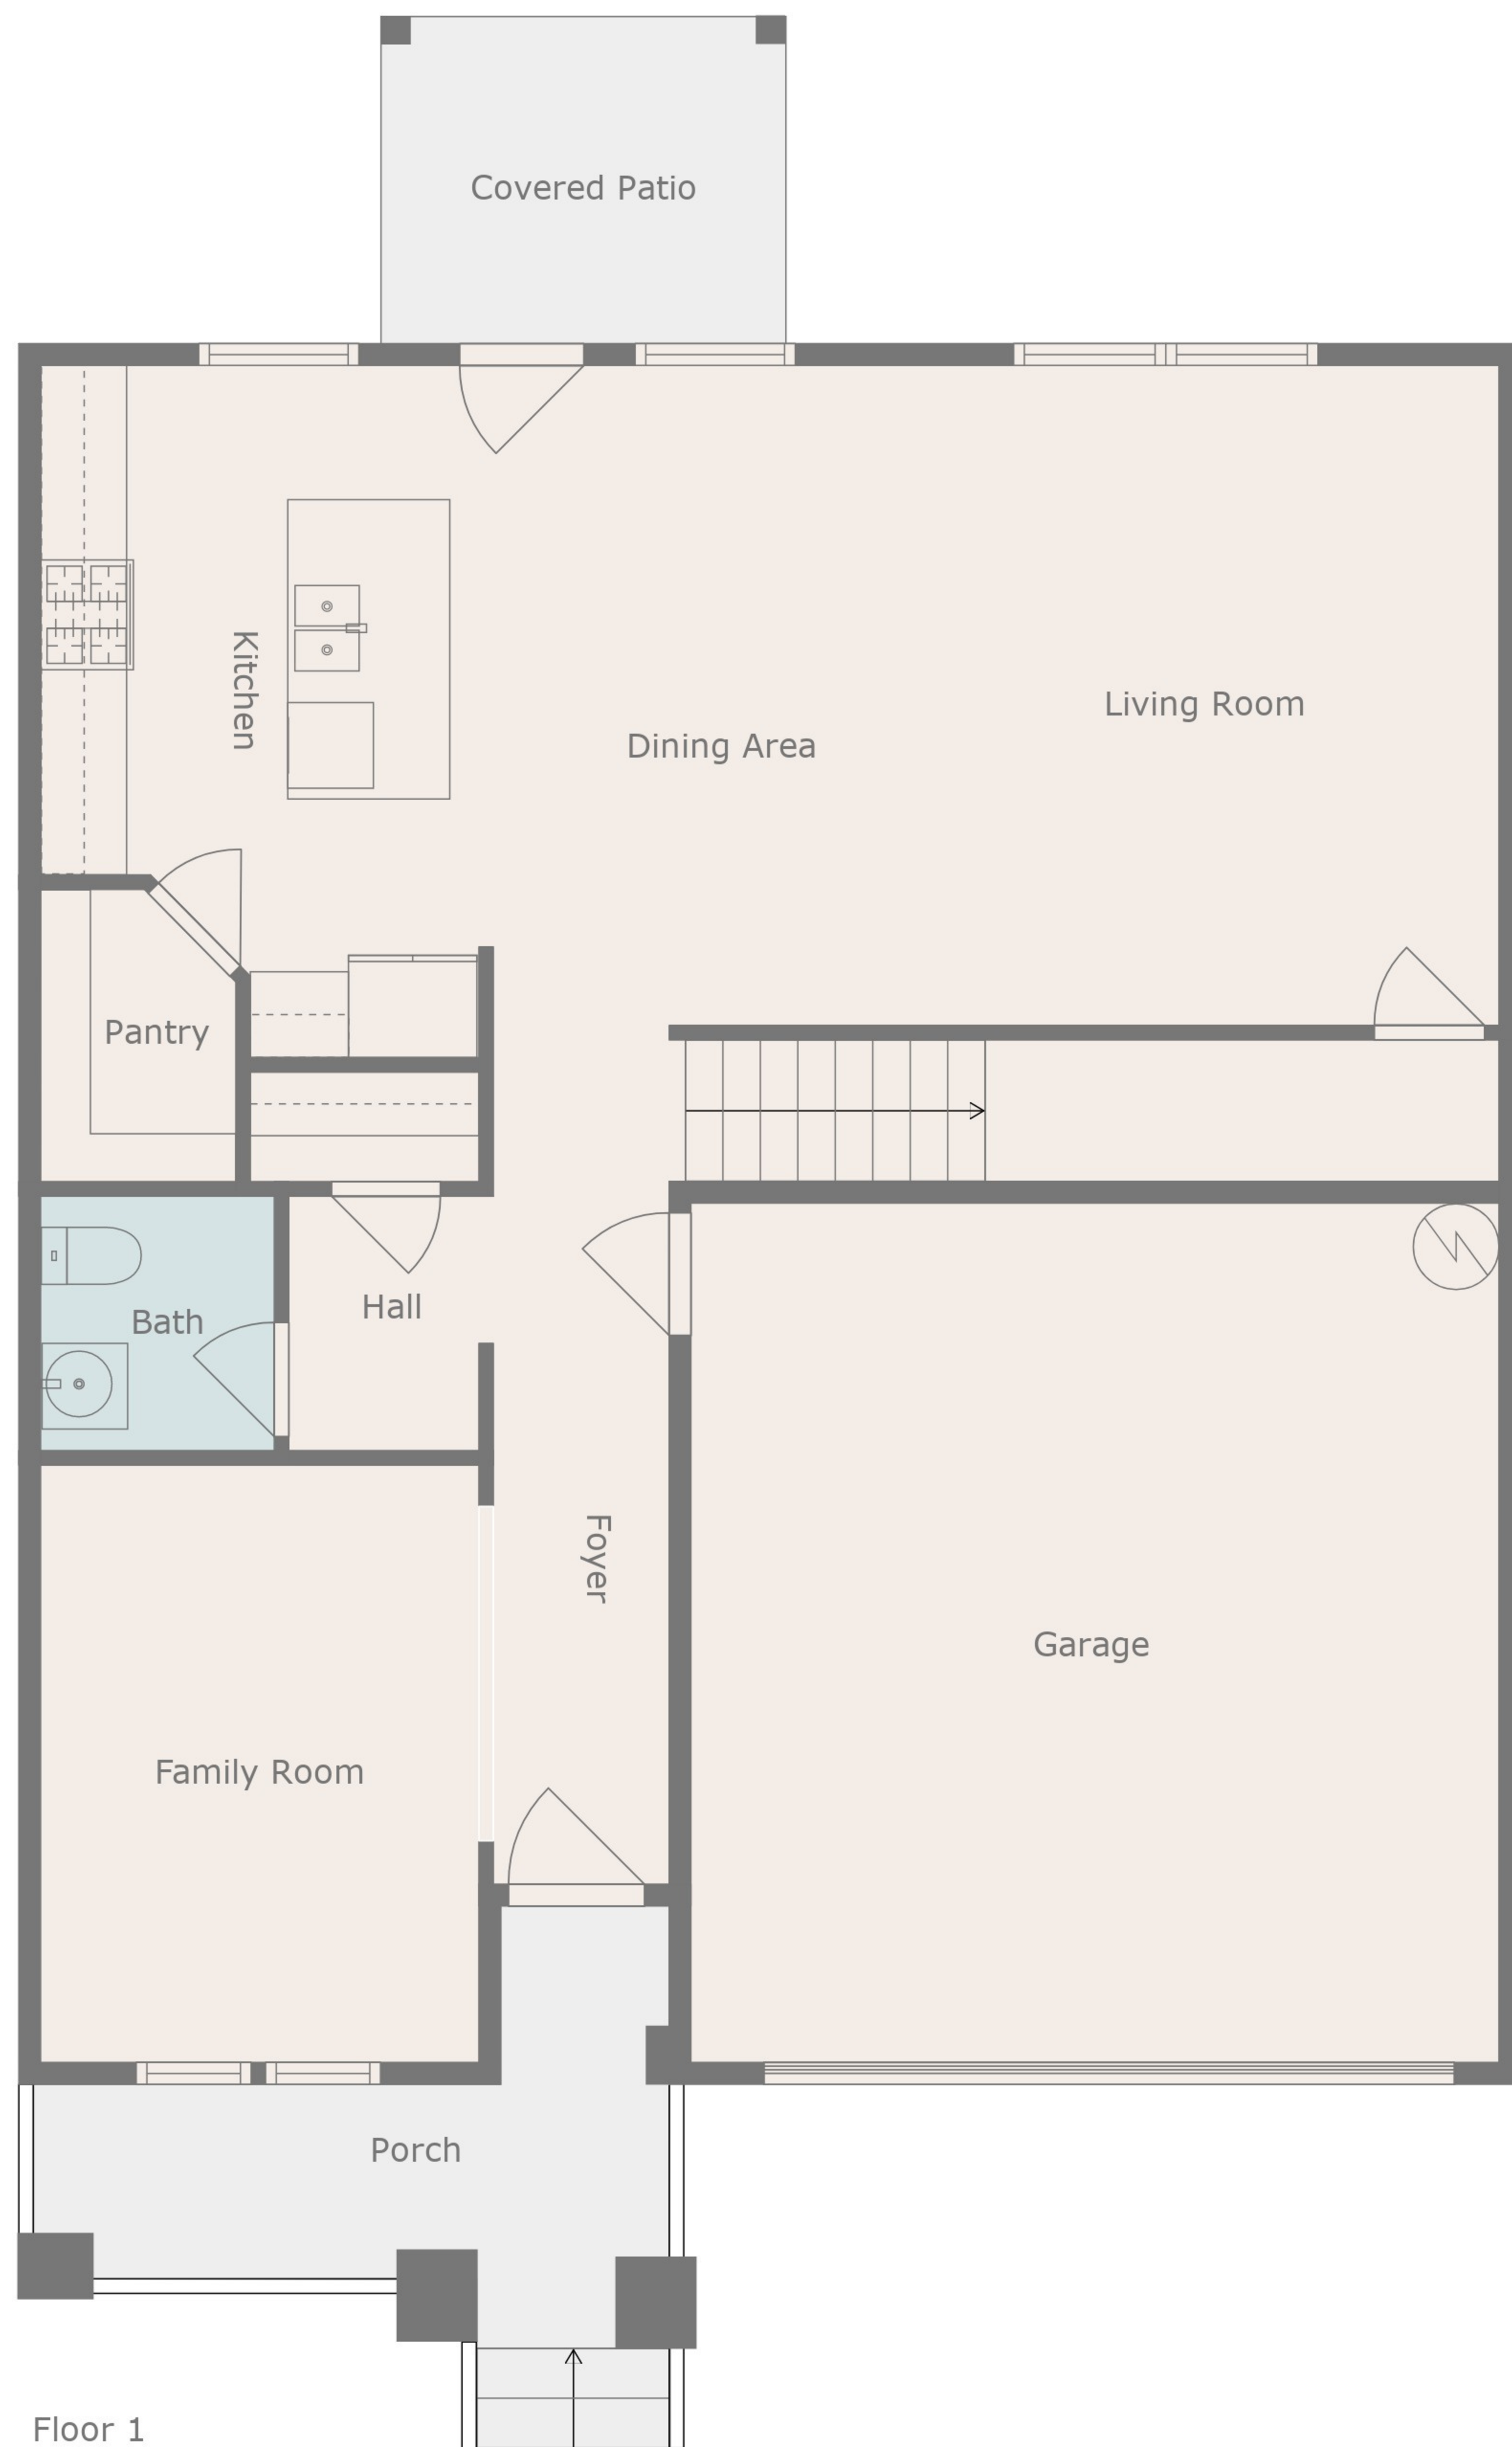 Covered Patio
Kitchen
Living Room
Dining Area
Pantry
Hall
Bath
Foyer
Garage
Family Room
Porch
Floor 1